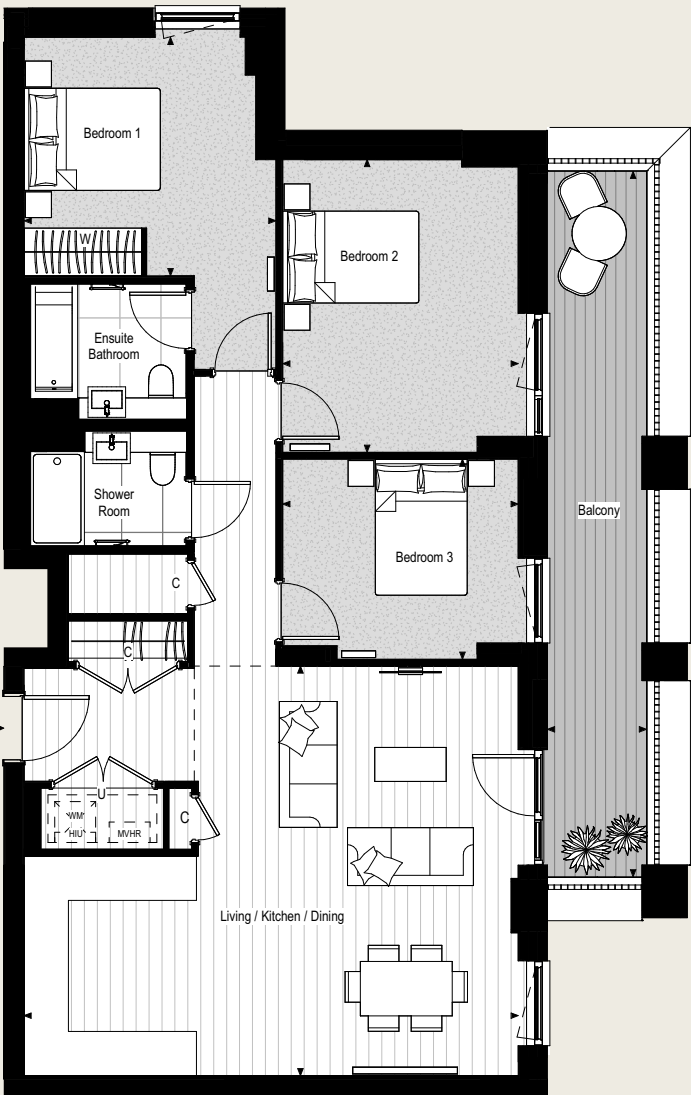 Bedroom 1
W
Bedroom 2
Ensuite
Bathroom
Shower
Room
Balcony
Bedroom 3
C
C
U
WM
HIU
MVHR
C
Living / Kitchen / Dining